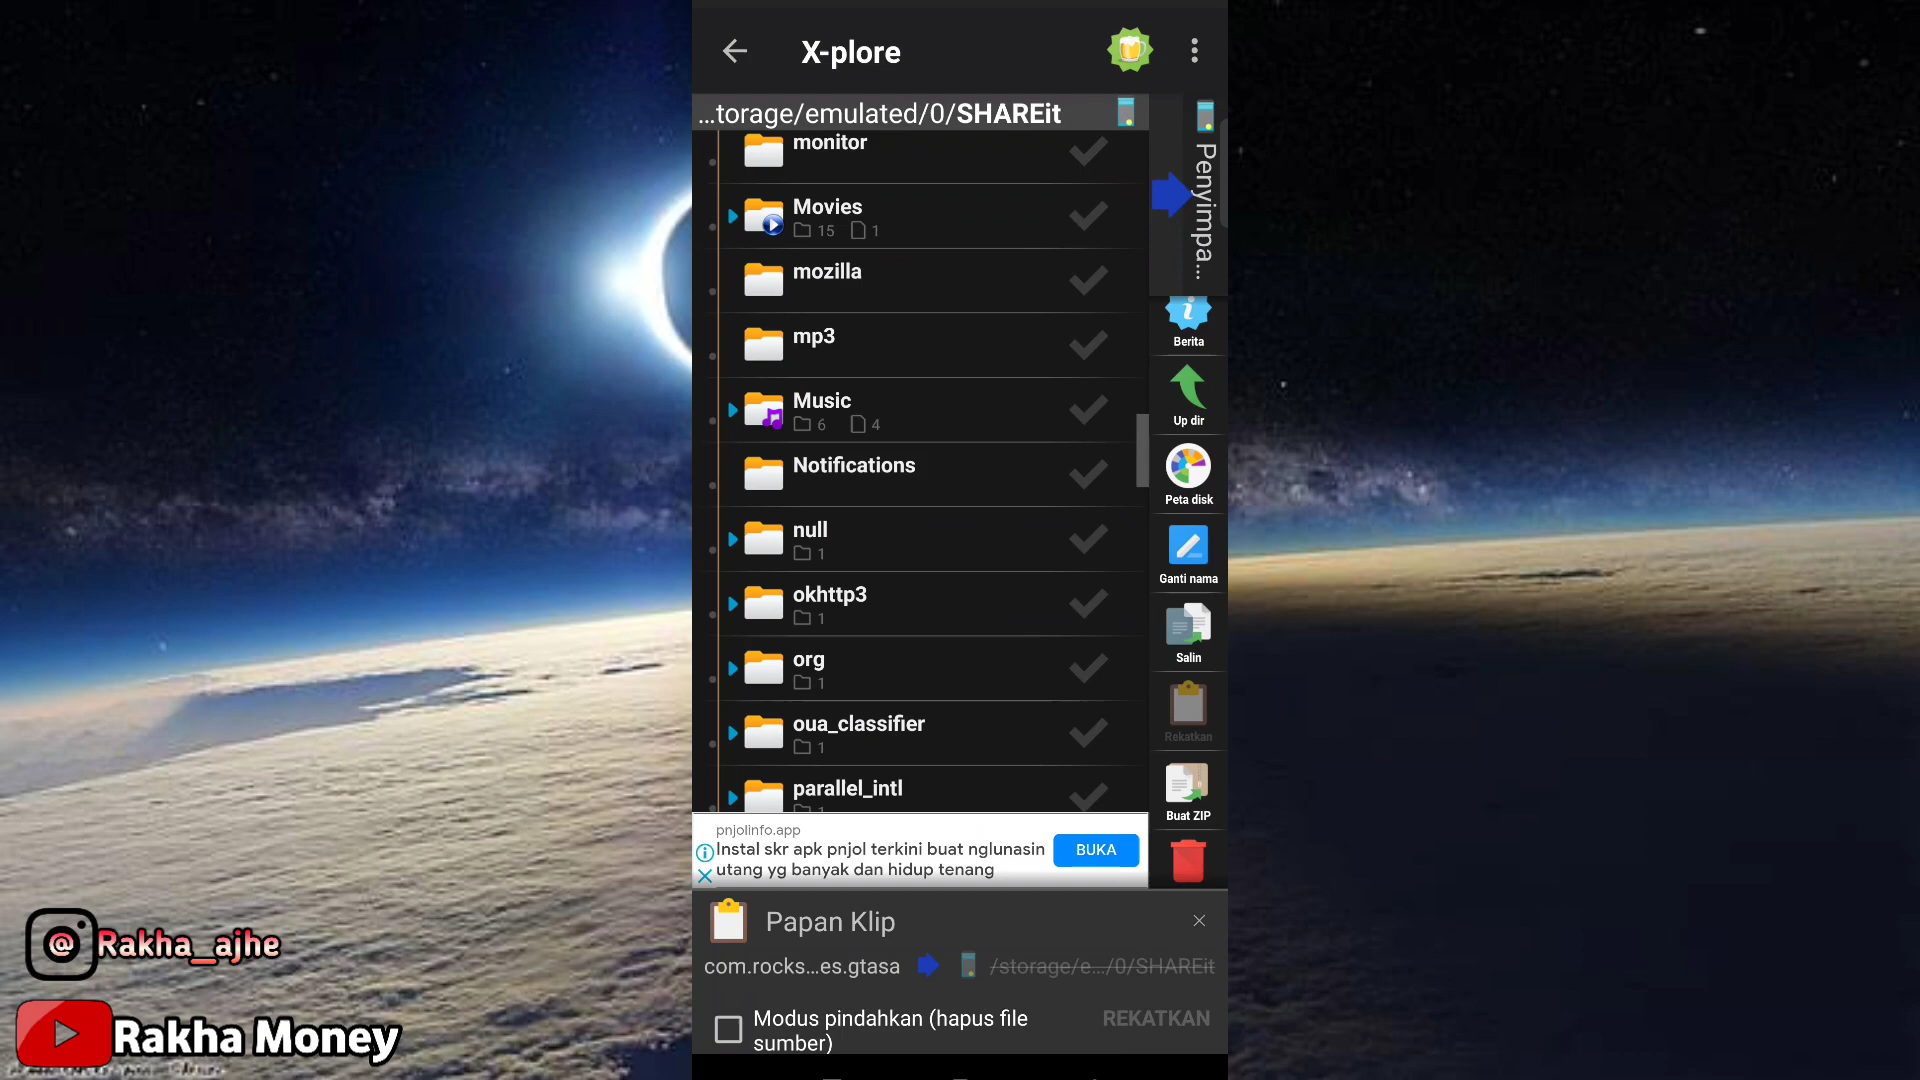 X-plore
...torage/emulated/0/SHAREit
Penyimpa...
monitor
Movies
15 1
mozilla
mp3
Music
6 4
Notifications
null
1
okhttp3
1
org
1
oua_classifier
1
parallel_intl
Berita
Up dir
Peta disk
Ganti nama
Salin
Rekatkan
Buat ZIP
pnjolinfo.app
Instal skr apk pnjol terkini buat nglunasin
utang yg banyak dan hidup tenang
BUKA
Papan Klip
com.rocks...es.gtasa
/storage/e.../0/SHAREit
Modus pindahkan (hapus file
sumber)
REKATKAN
@Rakha_ajhe
Rakha Money